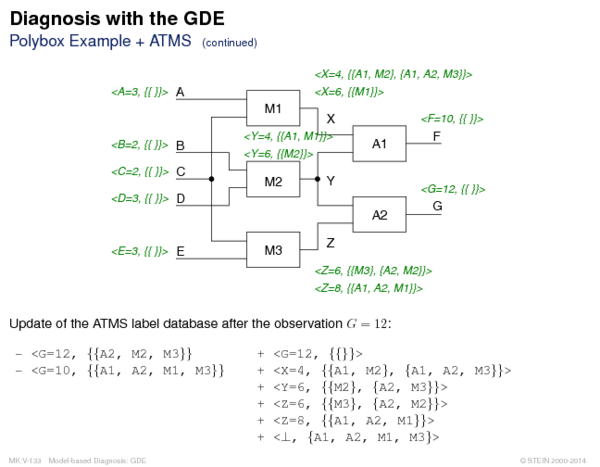 Diagnosis with the GDE
Polybox Example + ATMS (continued)
<X=4, {{A1, M2}, {A1, A2, M3}}>
<A=3, {{ }}> A
<X=6, {{M1}}>
M1
X
<F=10, {{ }}>
F
<Y=4, {{A1, M1}}>
A1
<B=2, {{ }}> B
<Y=6, {{M2}}>
<C=2, {{ }}> C
M2
Y
<G=12, {{ }}>
<D=3, {{ }}> D
G
A2
<E=3, {{ }}> E
M3
Z
<Z=6, {{M3}, {A2, M2}}>
<Z=8, {{A1, A2, M1}}>
Update of the ATMS label database after the observation G = 12:
– <G=12, {{A2, M2, M3}} + <G=12, {{}}>
– <G=10, {{A1, A2, M1, M3}} + <X=4, {{A1, M2}, {A1, A2, M3}}>
+ <Y=6, {{M2}, {A2, M3}}>
+ <Z=6, {{M3}, {A2, M2}}>
+ <Z=8, {{A1, A2, M1}}>
+ <⊥, {A1, A2, M1, M3}>
MK:V-133 Model-based Diagnosis: GDE © STEIN 2000-2014